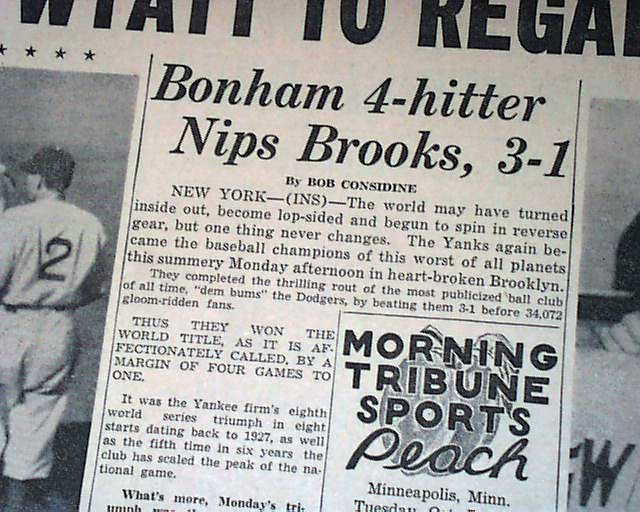 WYATT TO REGA
★ ★ ★ ★
Bonham 4-hitter
Nips Brooks, 3-1
By BOB CONSIDINE
NEW YORK—(INS)—The world may have turned
inside out, become lop-sided and begun to spin in reverse
gear, but one thing never changes. The Yanks again be-
came the baseball champions of this worst of all planets
this summery Monday afternoon in heart-broken Brooklyn.
They completed the thrilling rout of the most publicized ball club
of all time, "dem bums" the Dodgers, by beating them 3-1 before 34,072
gloom-ridden fans.
THUS THEY WON THE
WORLD TITLE, AS IT IS AF-
FECTIONATELY CALLED, BY A
MARGIN OF FOUR GAMES TO
ONE.
It was the Yankee firm's eighth
world series triumph in eight
starts dating back to 1927, as well
as the fifth time in six years the
club has scaled the peak of the na-
tional game.
What's more, Monday's tri-
umph
MORNING
TRIBUNE
SPORTS
Peach
Minneapolis, Minn.
Tuesday, Oct.
2
W